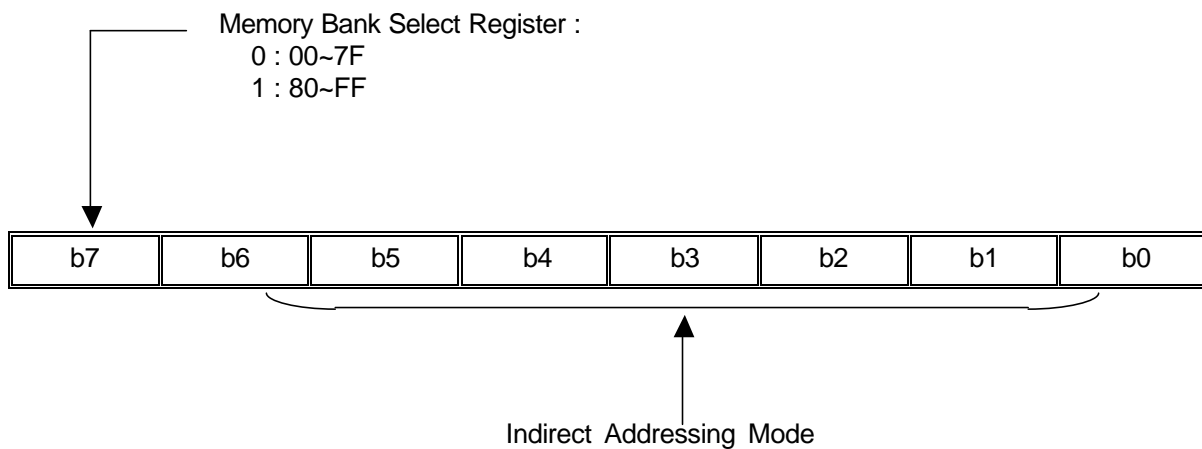 Memory Bank Select Register :
0 : 00~7F
1 : 80~FF
b7 b6 b5 b4 b3 b2 b1 b0
Indirect Addressing Mode